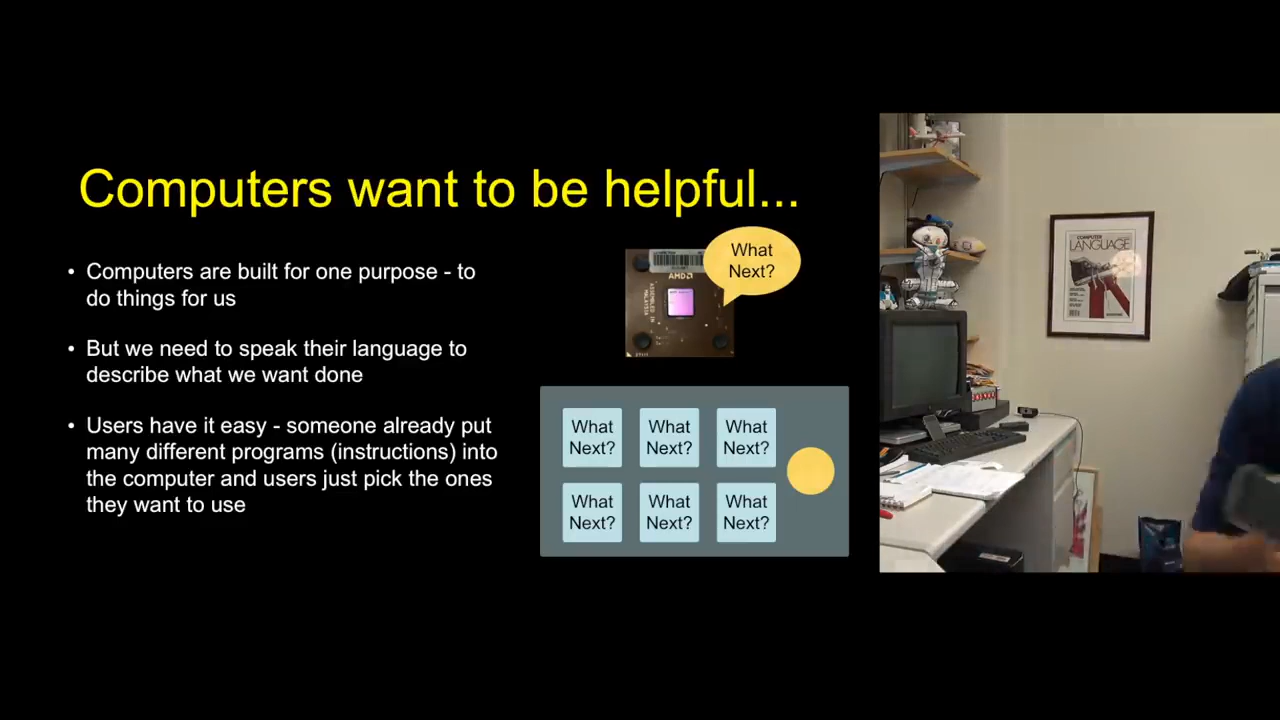 Computers want to be helpful...
• Computers are built for one purpose - to
do things for us
• But we need to speak their language to
describe what we want done
• Users have it easy - someone already put
many different programs (instructions) into
the computer and users just pick the ones
they want to use
What
Next?
AMD
ASSEMBLED IN
MALAYSIA
What
Next?
What
Next?
What
Next?
What
Next?
What
Next?
What
Next?
COMPUTER
LANGUAGE